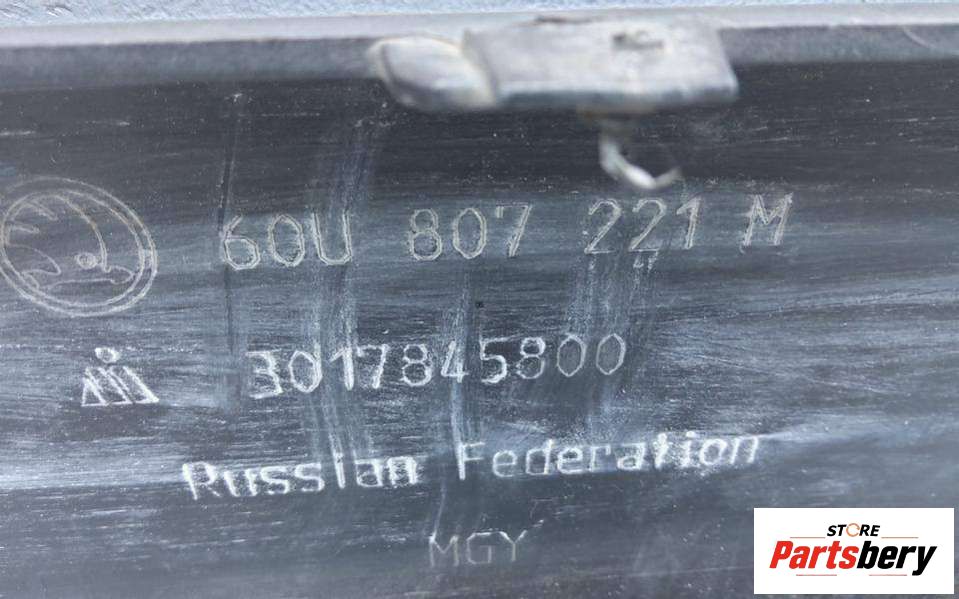 60U 807 221 M
3017845800
Russian Federation
MGY
STORE
Partsbery